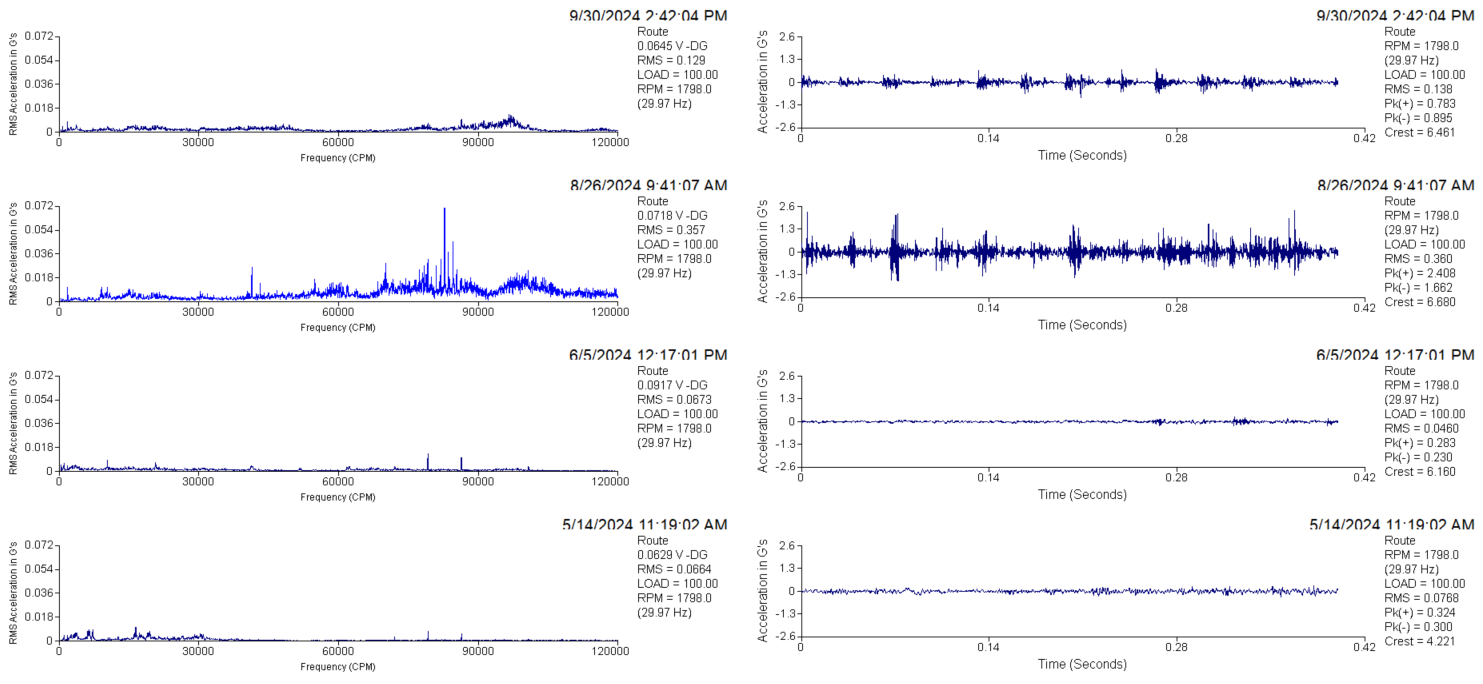 9/30/2024 2:42:04 PM
RMS Acceleration in G's
0.072
0.054
0.036
0.018
0
0
30000
60000
90000
120000
Frequency (CPM)
Route
0.0645 V-DG
RMS = 0.129
LOAD = 100.00
RPM = 1798.0
(29.97 Hz)
9/30/2024 2:42:04 PM
Acceleration in G's
2.6
1.3
0
-1.3
-2.6
0
0.14
0.28
0.42
Time (Seconds)
Route
RPM = 1798.0
(29.97 Hz)
LOAD = 100.00
RMS = 0.138
Pk(+) = 0.783
Pk(-) = 0.895
Crest = 6.461
8/26/2024 9:41:07 AM
RMS Acceleration in G's
0.072
0.054
0.036
0.018
0
0
30000
60000
90000
120000
Frequency (CPM)
Route
0.0718 V-DG
RMS = 0.357
LOAD = 100.00
RPM = 1798.0
(29.97 Hz)
8/26/2024 9:41:07 AM
Acceleration in G's
2.6
1.3
0
-1.3
-2.6
0
0.14
0.28
0.42
Time (Seconds)
Route
RPM = 1798.0
(29.97 Hz)
LOAD = 100.00
RMS = 0.360
Pk(+) = 2.408
Pk(-) = 1.662
Crest = 6.680
6/5/2024 12:17:01 PM
RMS Acceleration in G's
0.072
0.054
0.036
0.018
0
0
30000
60000
90000
120000
Frequency (CPM)
Route
0.0917 V-DG
RMS = 0.0673
LOAD = 100.00
RPM = 1798.0
(29.97 Hz)
6/5/2024 12:17:01 PM
Acceleration in G's
2.6
1.3
0
-1.3
-2.6
0
0.14
0.28
0.42
Time (Seconds)
Route
RPM = 1798.0
(29.97 Hz)
LOAD = 100.00
RMS = 0.0460
Pk(+) = 0.283
Pk(-) = 0.230
Crest = 6.160
5/14/2024 11:19:02 AM
RMS Acceleration in G's
0.072
0.054
0.036
0.018
0
0
30000
60000
90000
120000
Frequency (CPM)
Route
0.0629 V-DG
RMS = 0.0664
LOAD = 100.00
RPM = 1798.0
(29.97 Hz)
5/14/2024 11:19:02 AM
Acceleration in G's
2.6
1.3
0
-1.3
-2.6
0
0.14
0.28
0.42
Time (Seconds)
Route
RPM = 1798.0
(29.97 Hz)
LOAD = 100.00
RMS = 0.0768
Pk(+) = 0.324
Pk(-) = 0.300
Crest = 4.221